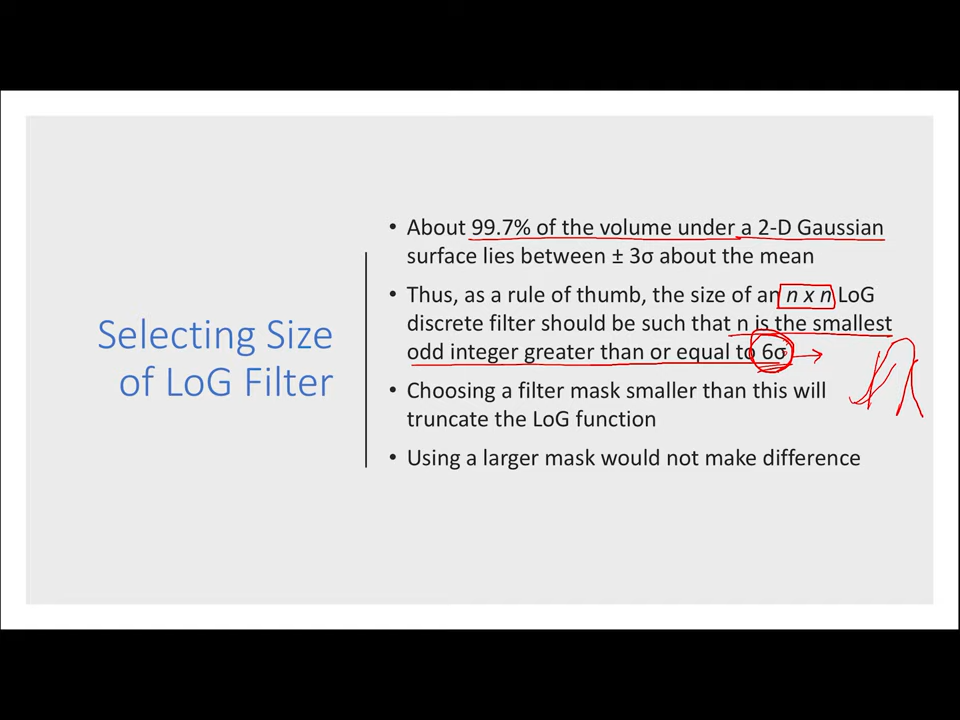 Selecting Size
of LoG Filter
• About 99.7% of the volume under a 2-D Gaussian
surface lies between ± 3σ about the mean
• Thus, as a rule of thumb, the size of an n x n LoG
discrete filter should be such that n is the smallest
odd integer greater than or equal to 6σ
• Choosing a filter mask smaller than this will
truncate the LoG function
• Using a larger mask would not make difference